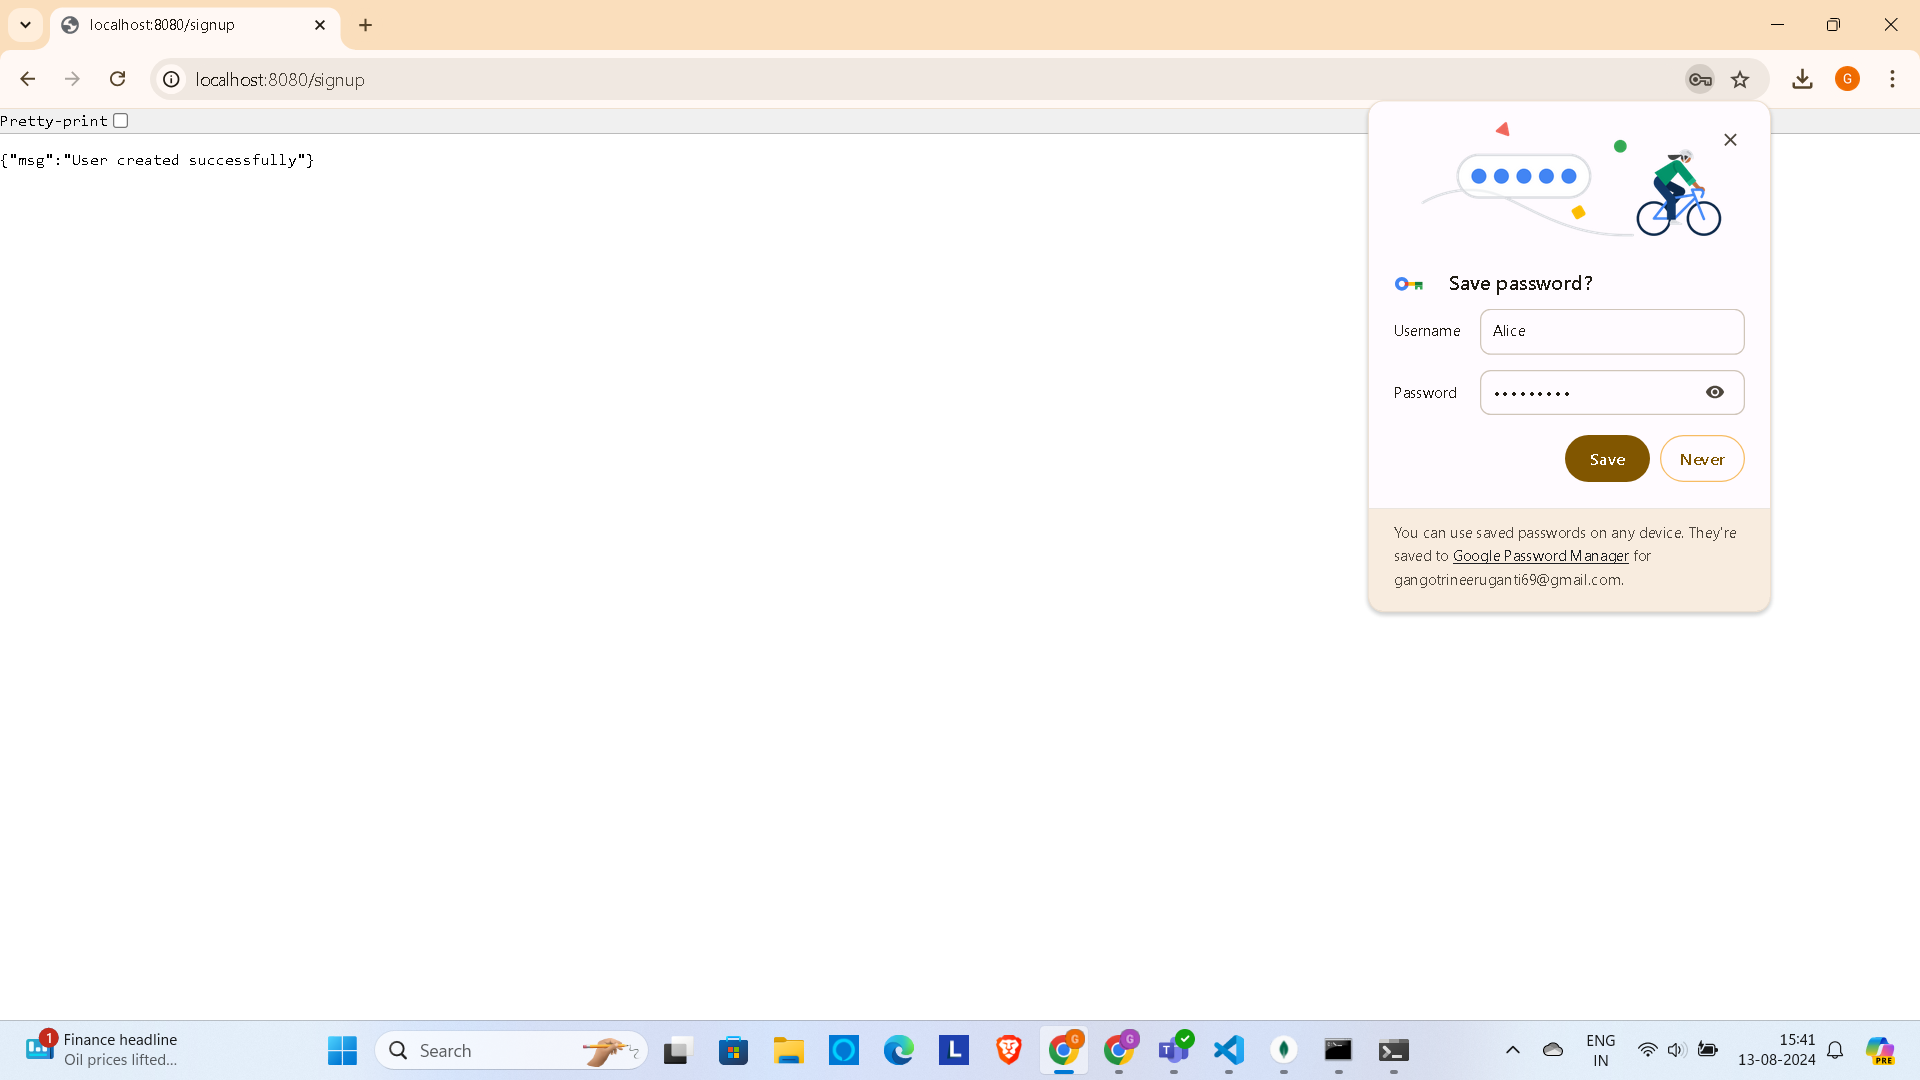 localhost:8080/signup
G
localhost:8080/signup
Pretty-print
{"msg":"User created successfully"}
Save password?
Username
Alice
Password
•••••••••
Save
Never
You can use saved passwords on any device. They're
saved to Google Password Manager for
gangotrineeruganti69@gmail.com.
1
Finance headline
Oil prices lifted...
Search
L
G
G
T
ENG
IN
15:41
13-08-2024
PRE